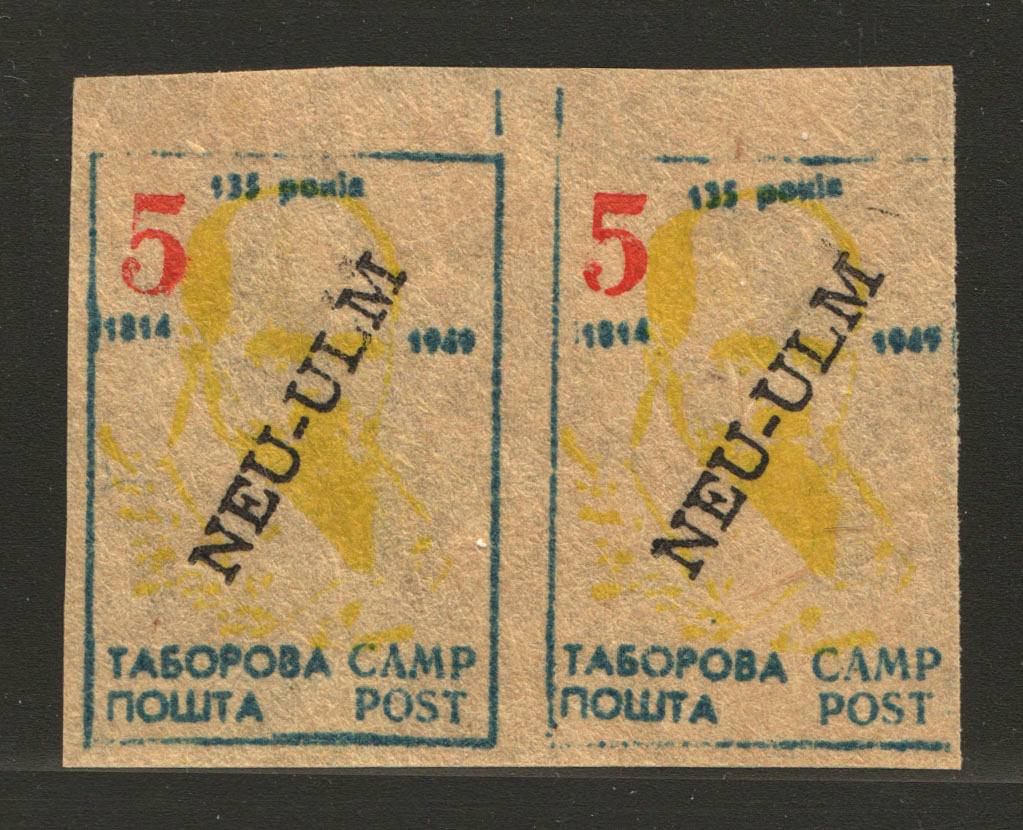 135 років
5
1814 1949
NEU-ULM
ТАБОРОВА CAMP
ПОШТА POST
135 років
5
1814 1949
NEU-ULM
ТАБОРОВА CAMP
ПОШТА POST